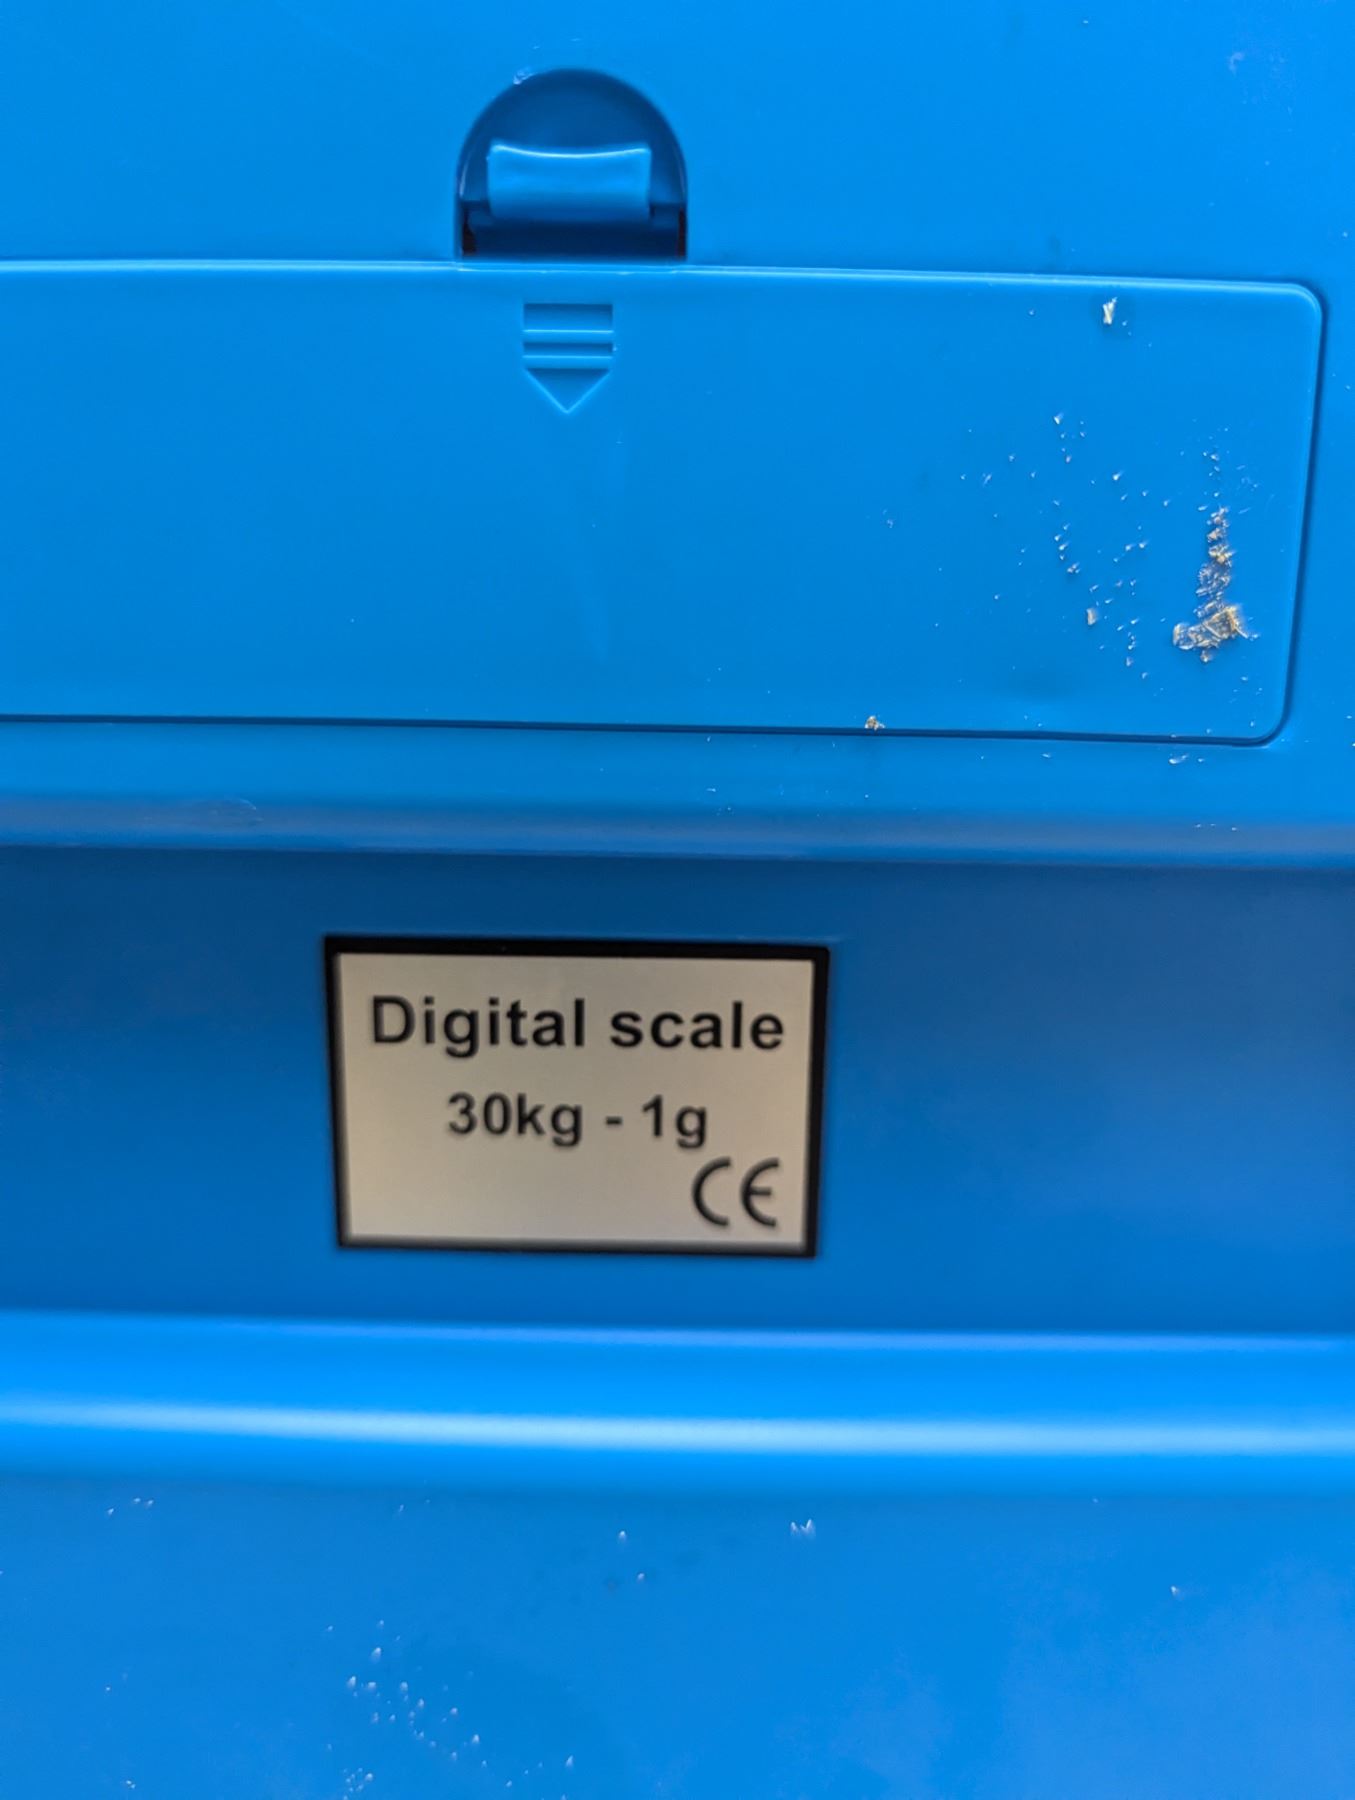 Digital scale
30kg - 1g
CE